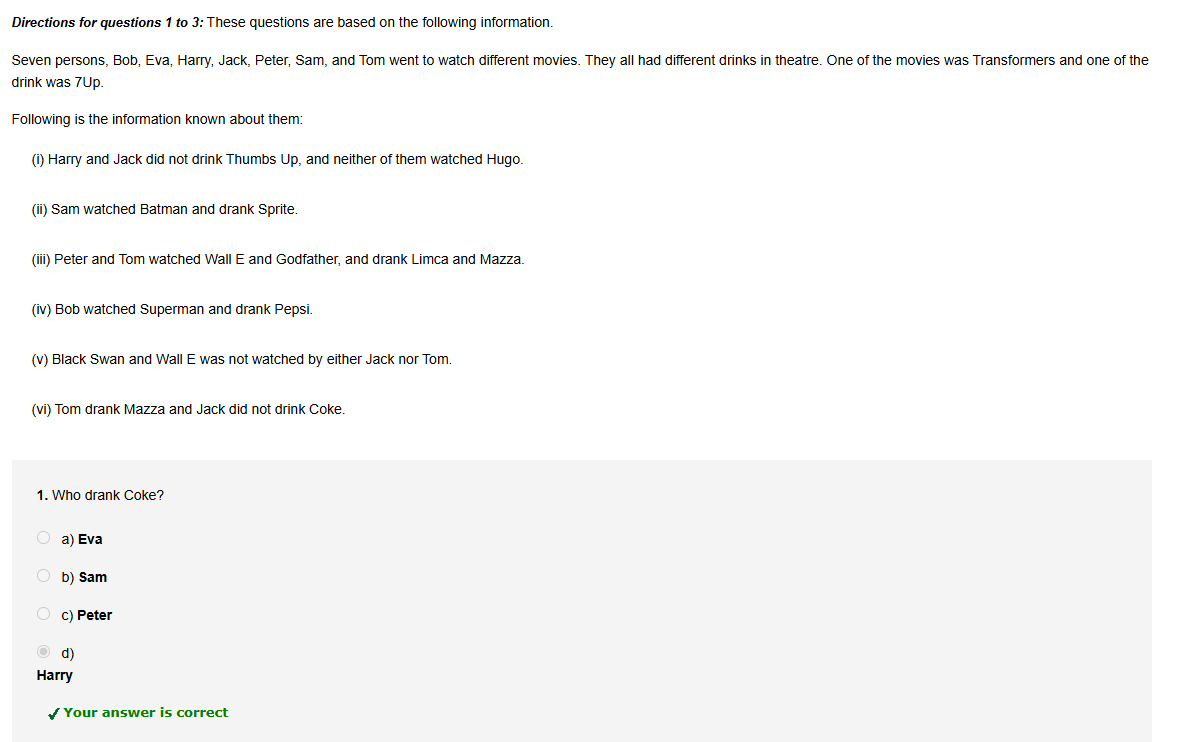 Directions for questions 1 to 3: These questions are based on the following information.
Seven persons, Bob, Eva, Harry, Jack, Peter, Sam, and Tom went to watch different movies. They all had different drinks in theatre. One of the movies was Transformers and one of the
drink was 7Up.
Following is the information known about them:
(i) Harry and Jack did not drink Thumbs Up, and neither of them watched Hugo.
(ii) Sam watched Batman and drank Sprite.
(iii) Peter and Tom watched Wall E and Godfather, and drank Limca and Mazza.
(iv) Bob watched Superman and drank Pepsi.
(v) Black Swan and Wall E was not watched by either Jack nor Tom.
(vi) Tom drank Mazza and Jack did not drink Coke.
1. Who drank Coke?
a) Eva
b) Sam
c) Peter
d)
Harry
✓ Your answer is correct